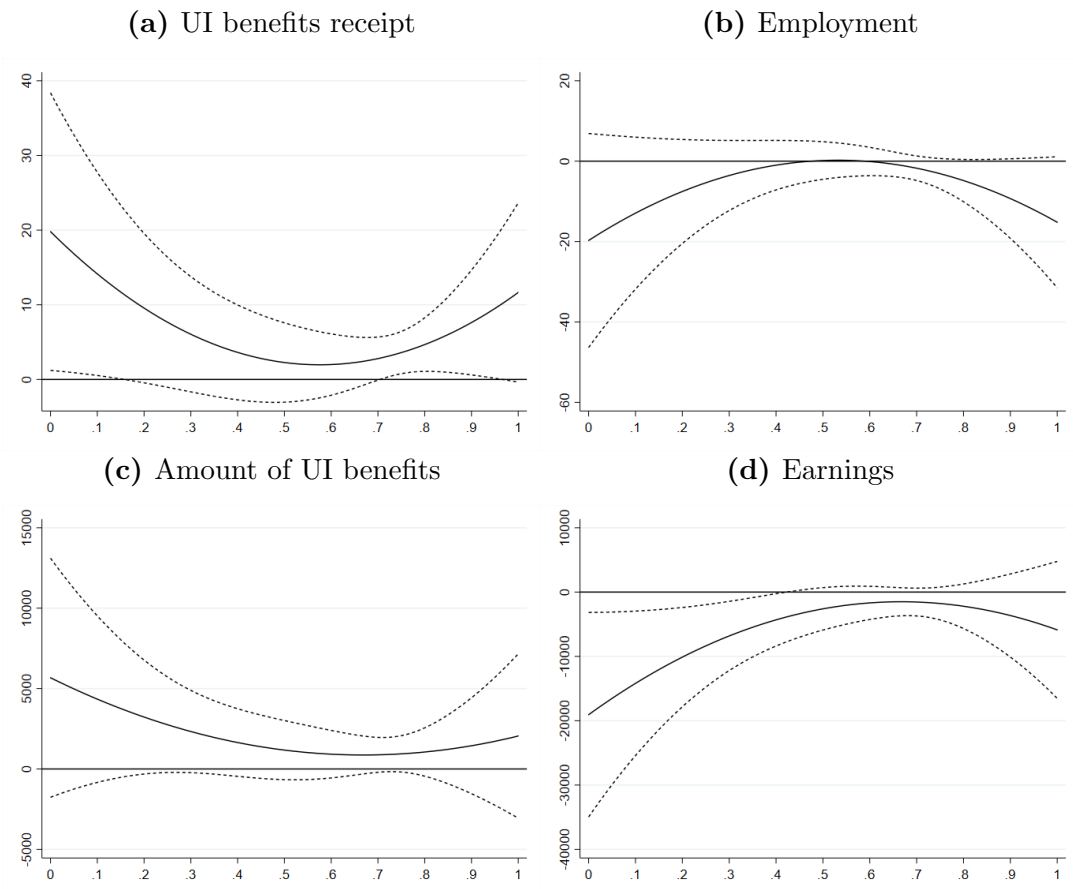 (a) UI benefits receipt
40
30
20
10
0
0 .1 .2 .3 .4 .5 .6 .7 .8 .9 1
(b) Employment
20
0
-20
-40
-60
0 .1 .2 .3 .4 .5 .6 .7 .8 .9 1
(c) Amount of UI benefits
15000
10000
5000
0
-5000
0 .1 .2 .3 .4 .5 .6 .7 .8 .9 1
(d) Earnings
10000
0
-10000
-20000
-30000
-40000
0 .1 .2 .3 .4 .5 .6 .7 .8 .9 1